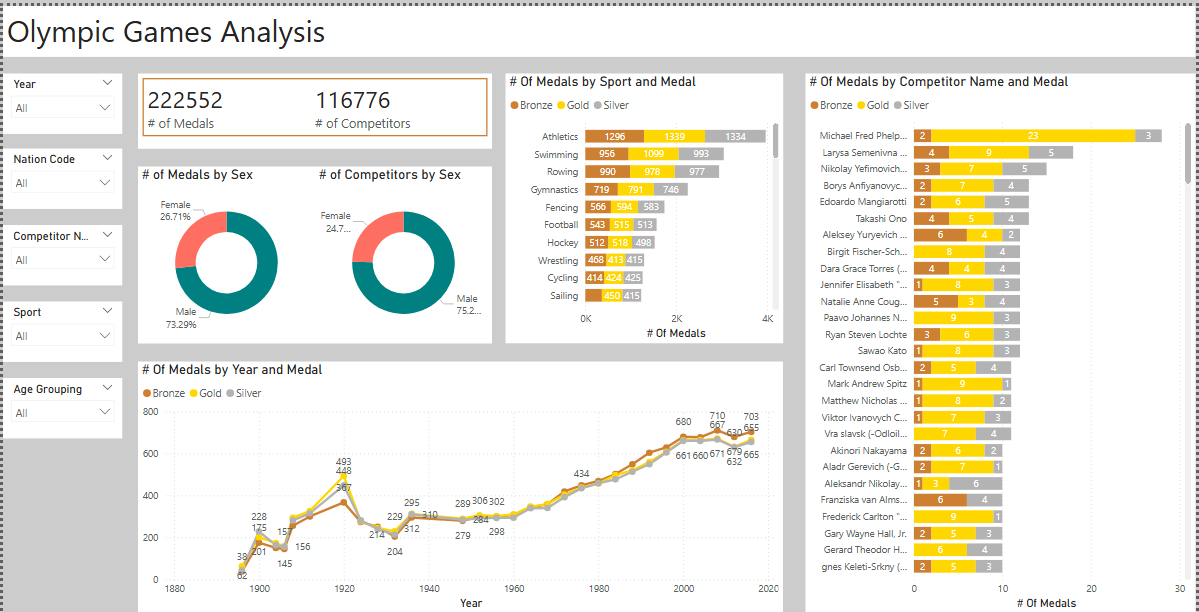 Olympic Games Analysis
Year
All
Nation Code
All
Competitor N...
All
Sport
All
Age Grouping
All
222552 116776
# of Medals # of Competitors
# of Medals by Sex # of Competitors by Sex
Female
26.71%
Male
73.29%
Female
24.7...
Male
75.2...
# Of Medals by Sport and Medal
Bronze Gold Silver
Athletics 1296 1339 1334
Swimming 956 1099 993
Rowing 990 978 977
Gymnastics 719 791 746
Fencing 566 594 583
Football 543 515 513
Hockey 512 518 498
Wrestling 468 413 415
Cycling 414 424 425
Sailing 450 415
0K 2K 4K
# Of Medals
# Of Medals by Year and Medal
Bronze Gold Silver
800
600
400
200
0
38
62
228
175
201
157
145
156
493
448
367
214
229
204
295
312
310
289
279
306
284
302
298
434
680
661
660
710
667
671
630
679
632
703
655
665
1880 1900 1920 1940 1960 1980 2000 2020
Year
# Of Medals by Competitor Name and Medal
Bronze Gold Silver
Michael Fred Phelp... 2 23 3
Larysa Semenivna ... 4 9 5
Nikolay Yefimovich... 3 7 5
Borys Anfiyanovyc... 2 7 4
Edoardo Mangiarotti 2 6 5
Takashi Ono 4 5 4
Aleksey Yuryevich ... 6 4 2
Birgit Fischer-Sch... 8 4
Dara Grace Torres (... 4 4 4
Jennifer Elisabeth "... 1 8 3
Natalie Anne Coug... 5 3 4
Paavo Johannes N... 9 3
Ryan Steven Lochte 3 6 3
Sawao Kato 1 8 3
Carl Townsend Osb... 2 5 4
Mark Andrew Spitz 1 9 1
Matthew Nicholas ... 1 8 2
Viktor Ivanovych C... 1 7 3
Vra slavsk (-Odloil... 7 4
Akinori Nakayama 2 6 2
Aladr Gerevich (-G... 2 7 1
Aleksandr Nikolay... 1 3 6
Franziska van Alms... 6 4
Frederick Carlton "... 9 1
Gary Wayne Hall, Jr. 2 5 3
Gerard Theodor H... 6 4
gnes Keleti-Srkny (... 2 5 3
0 10 20 30
# Of Medals